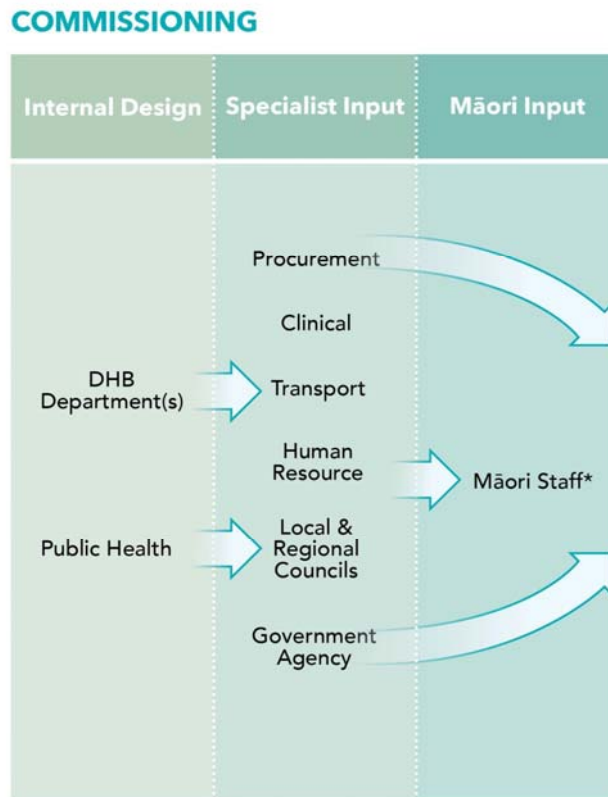 COMMISSIONING
Internal Design
Specialist Input
Māori Input
Procurement
Clinical
DHB
Department(s)
Transport
Human
Resource
Māori Staff*
Public Health
Local &
Regional
Councils
Government
Agency